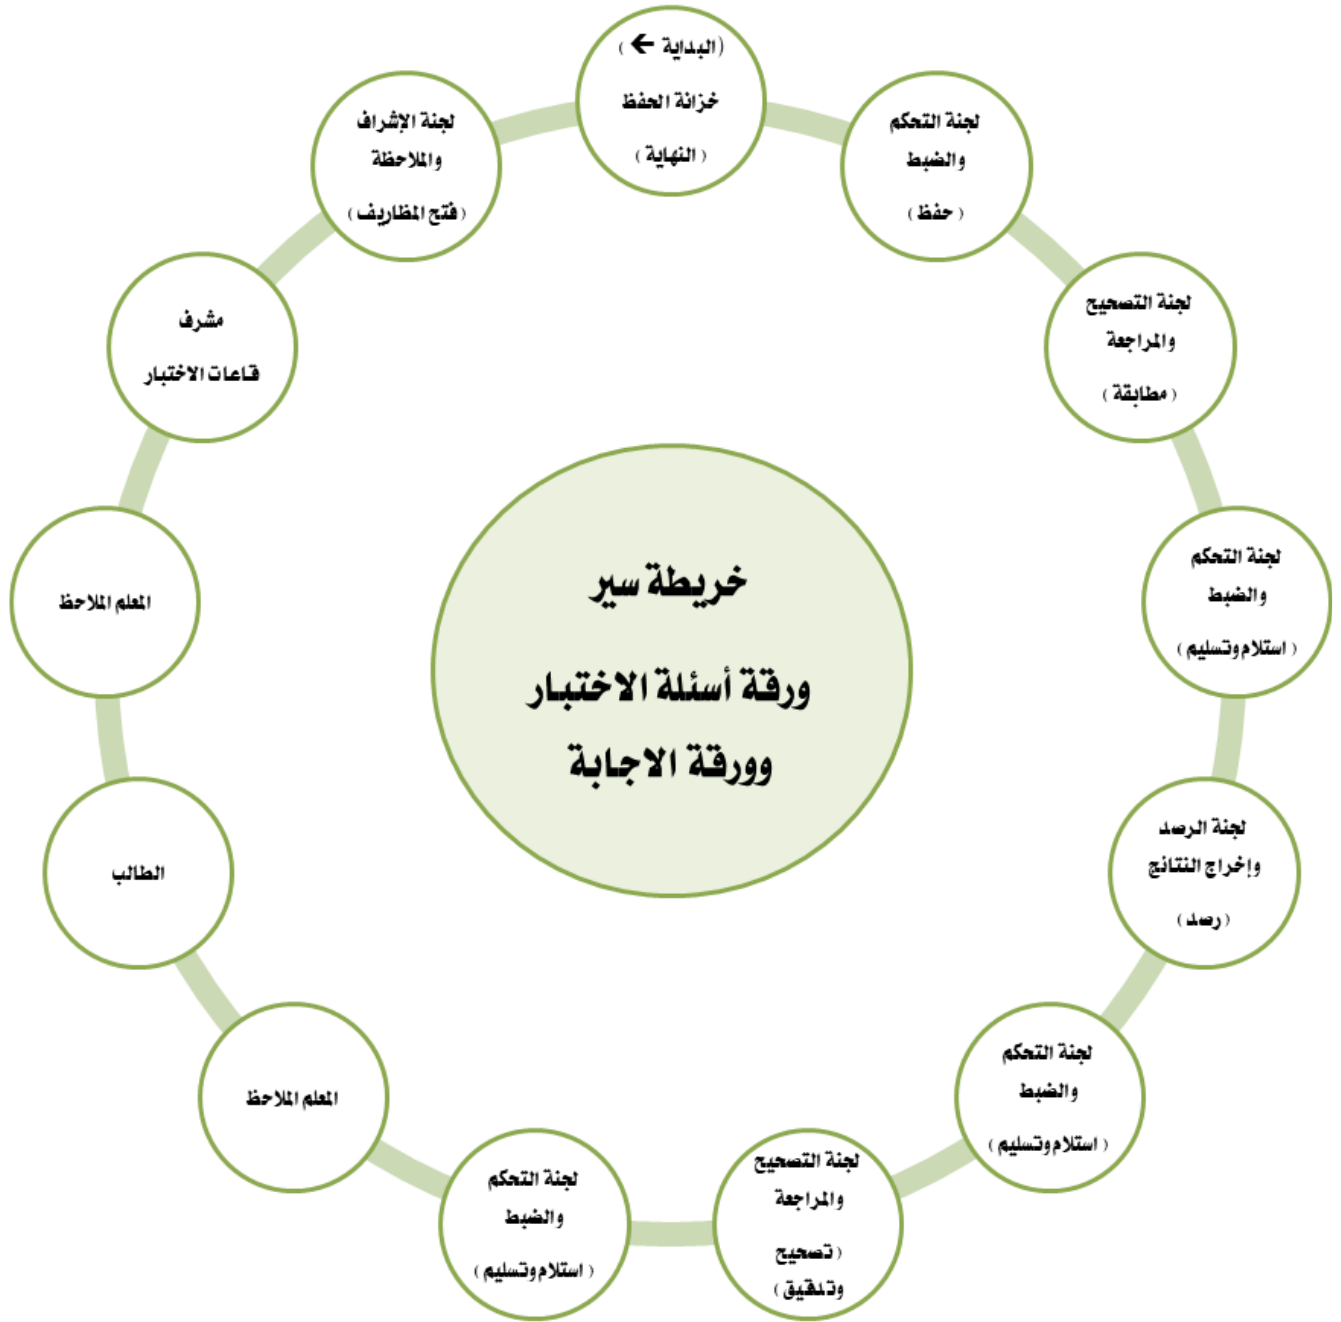 (البداية ← )
خزانة الحفظ
( النهاية )
لجنة الإشراف
والملاحظة
( فتح المظاريف )
مشرف
قاعات الاختبار
المعلم الملاحظ
الطالب
المعلم الملاحظ
لجنة التحكم
والضبط
( استلام وتسليم )
لجنة التصحيح
والمراجعة
( تصحيح
وتدقيق )
لجنة التحكم
والضبط
( استلام وتسليم )
لجنة الرصد
وإخراج النتائج
( رصد )
لجنة التحكم
والضبط
( استلام وتسليم )
لجنة التصحيح
والمراجعة
( مطابقة )
لجنة التحكم
والضبط
( حفظ )
خريطة سير
ورقة أسئلة الاختبار
وورقة الاجابة